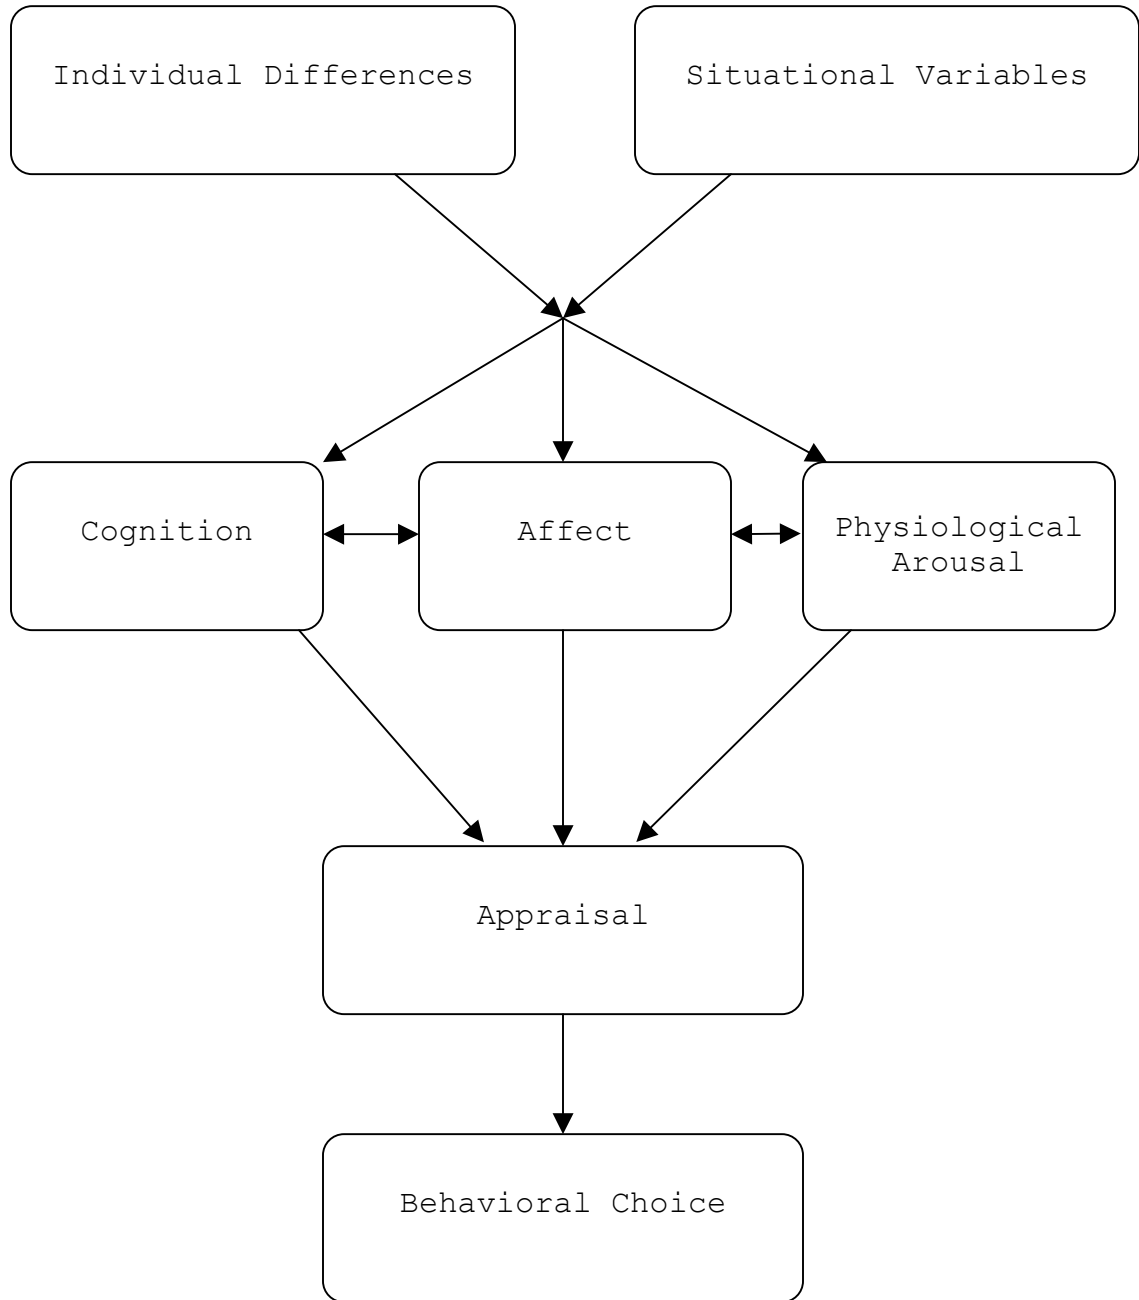 Individual Differences
Situational Variables
Cognition
Affect
Physiological
Arousal
Appraisal
Behavioral Choice